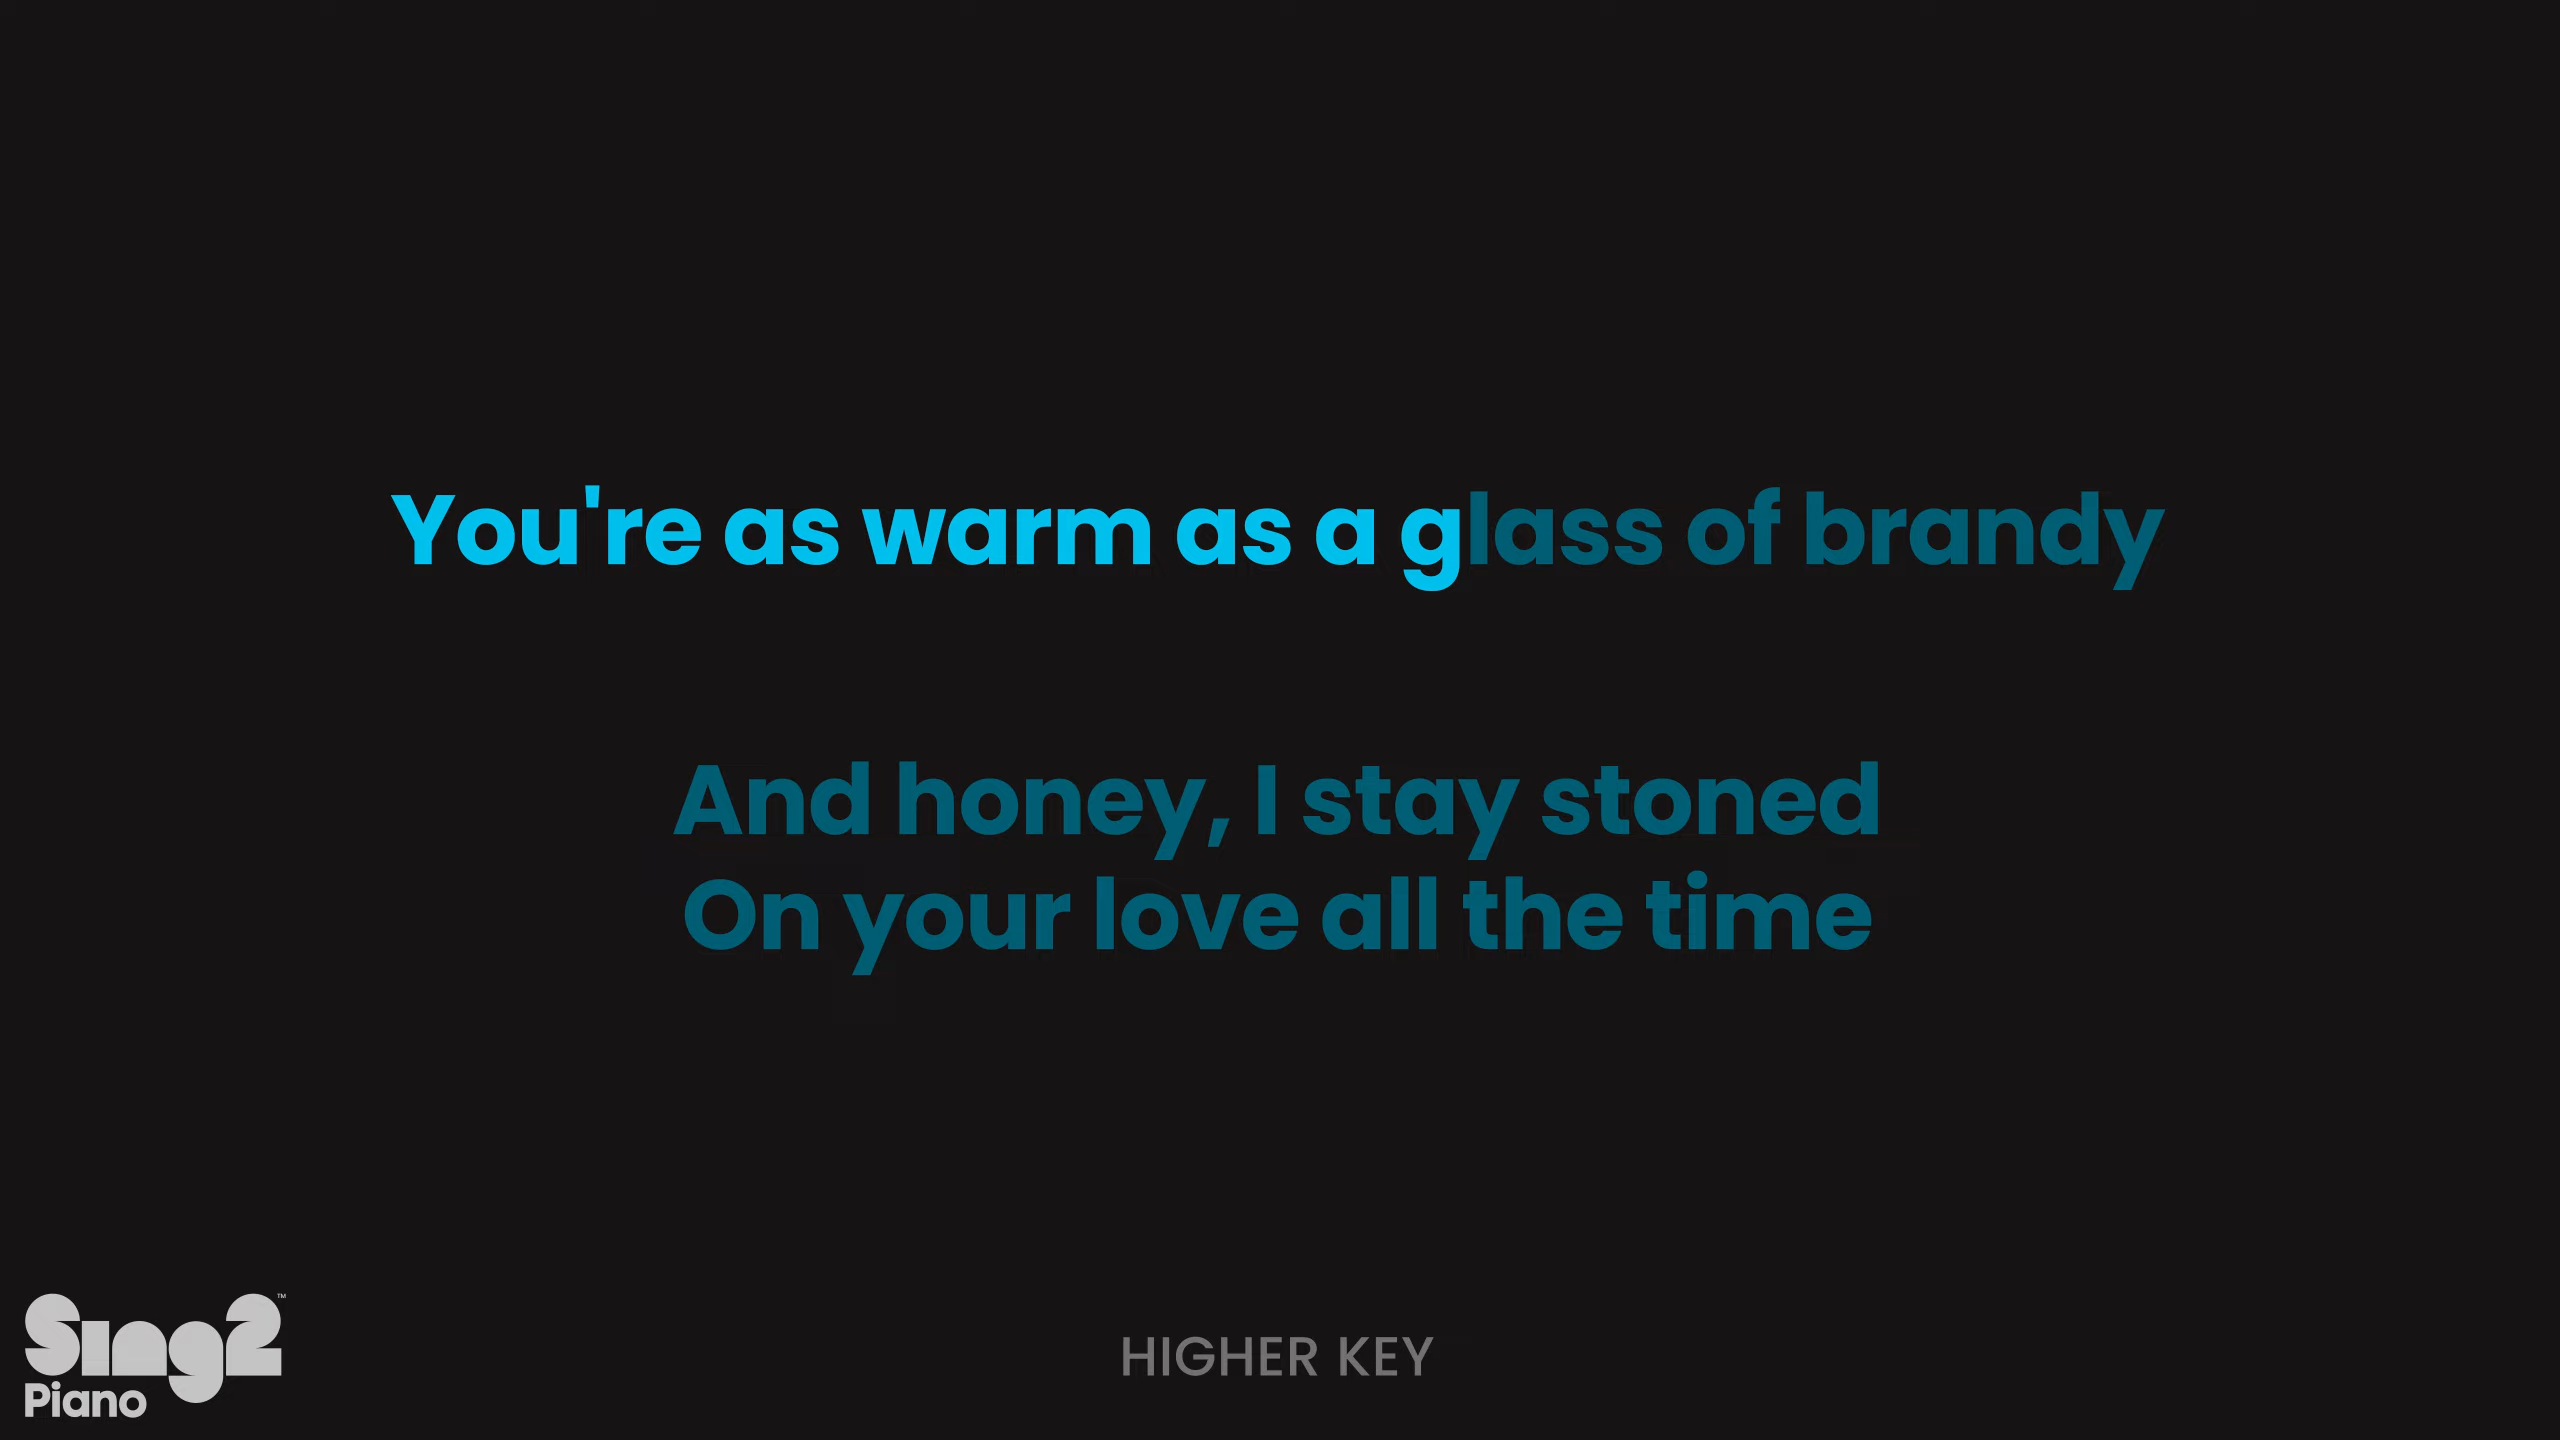 You're as warm as a glass of brandy
And honey, I stay stoned
On your love all the time
Sing2™
Piano
HIGHER KEY